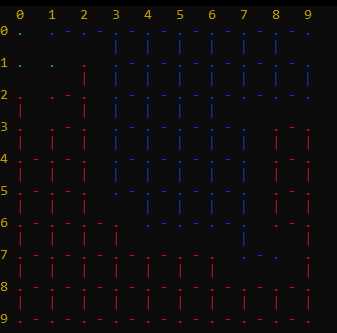 0 1 2 3 4 5 6 7 8 9
0 . . - . - . - . - . - . - . - . - .
| | | | | | |
1 . . . . - . - . - . - . - . - .
| | | | | | | |
2 . . - . . - . - . - . - . - . - .
| | | | | |
3 . . - . . - . - . - . - . . - .
| | | | | | | | | |
4 . - . - . . - . - . - . - . . - .
| | | | | | | | | |
5 . - . - . . - . - . - . - . . - .
| | | | | | | | |
6 . - . - . - . . - . - . - . . - .
| | | | | |
7 . - . - . - . - . - . - . . - . .
| | | | | | | |
8 . - . - . - . - . - . - . - . - . - .
| | | | | | | | | |
9 . - . - . - . - . - . - . - . - . - .